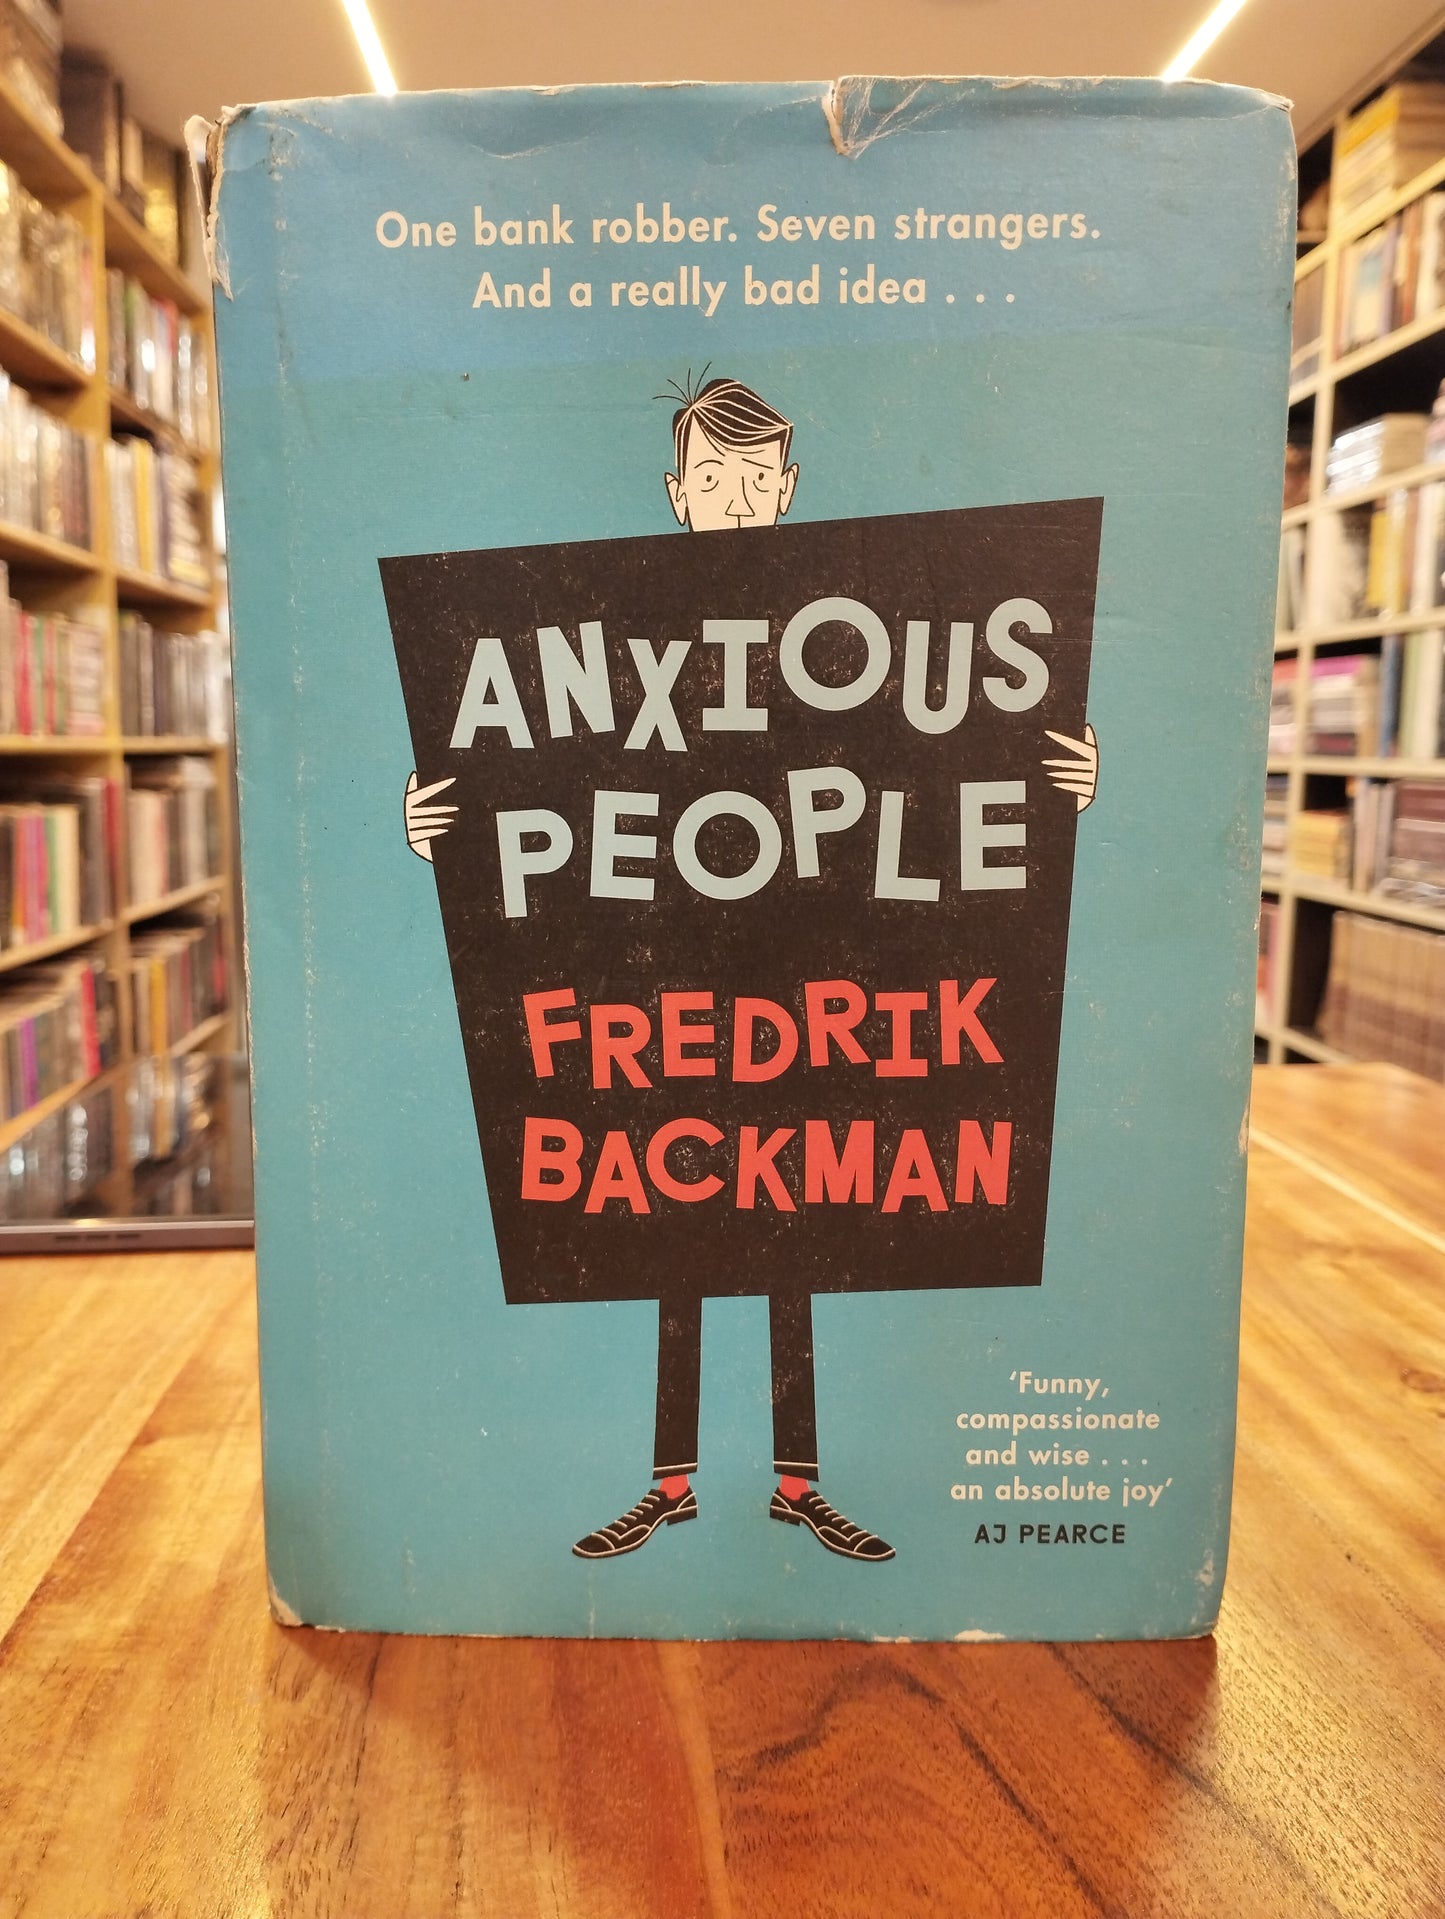 One bank robber. Seven strangers.
And a really bad idea . . .
ANXIOUS
PEOPLE
FREDRIK
BACKMAN
‘Funny,
compassionate
and wise . . .
an absolute joy’
AJ PEARCE